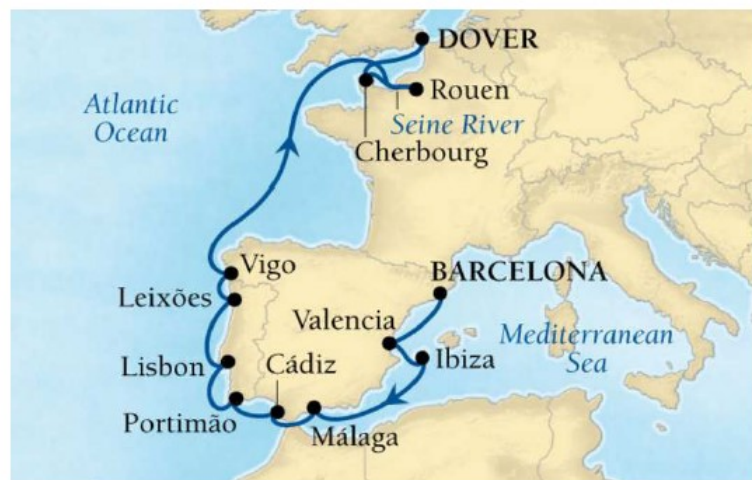 DOVER
Atlantic
Ocean
Rouen
Seine River
Cherbourg
Vigo
BARCELONA
Leixões
Valencia
Mediterranean
Sea
Ibiza
Lisbon
Cádiz
Portimão
Málaga